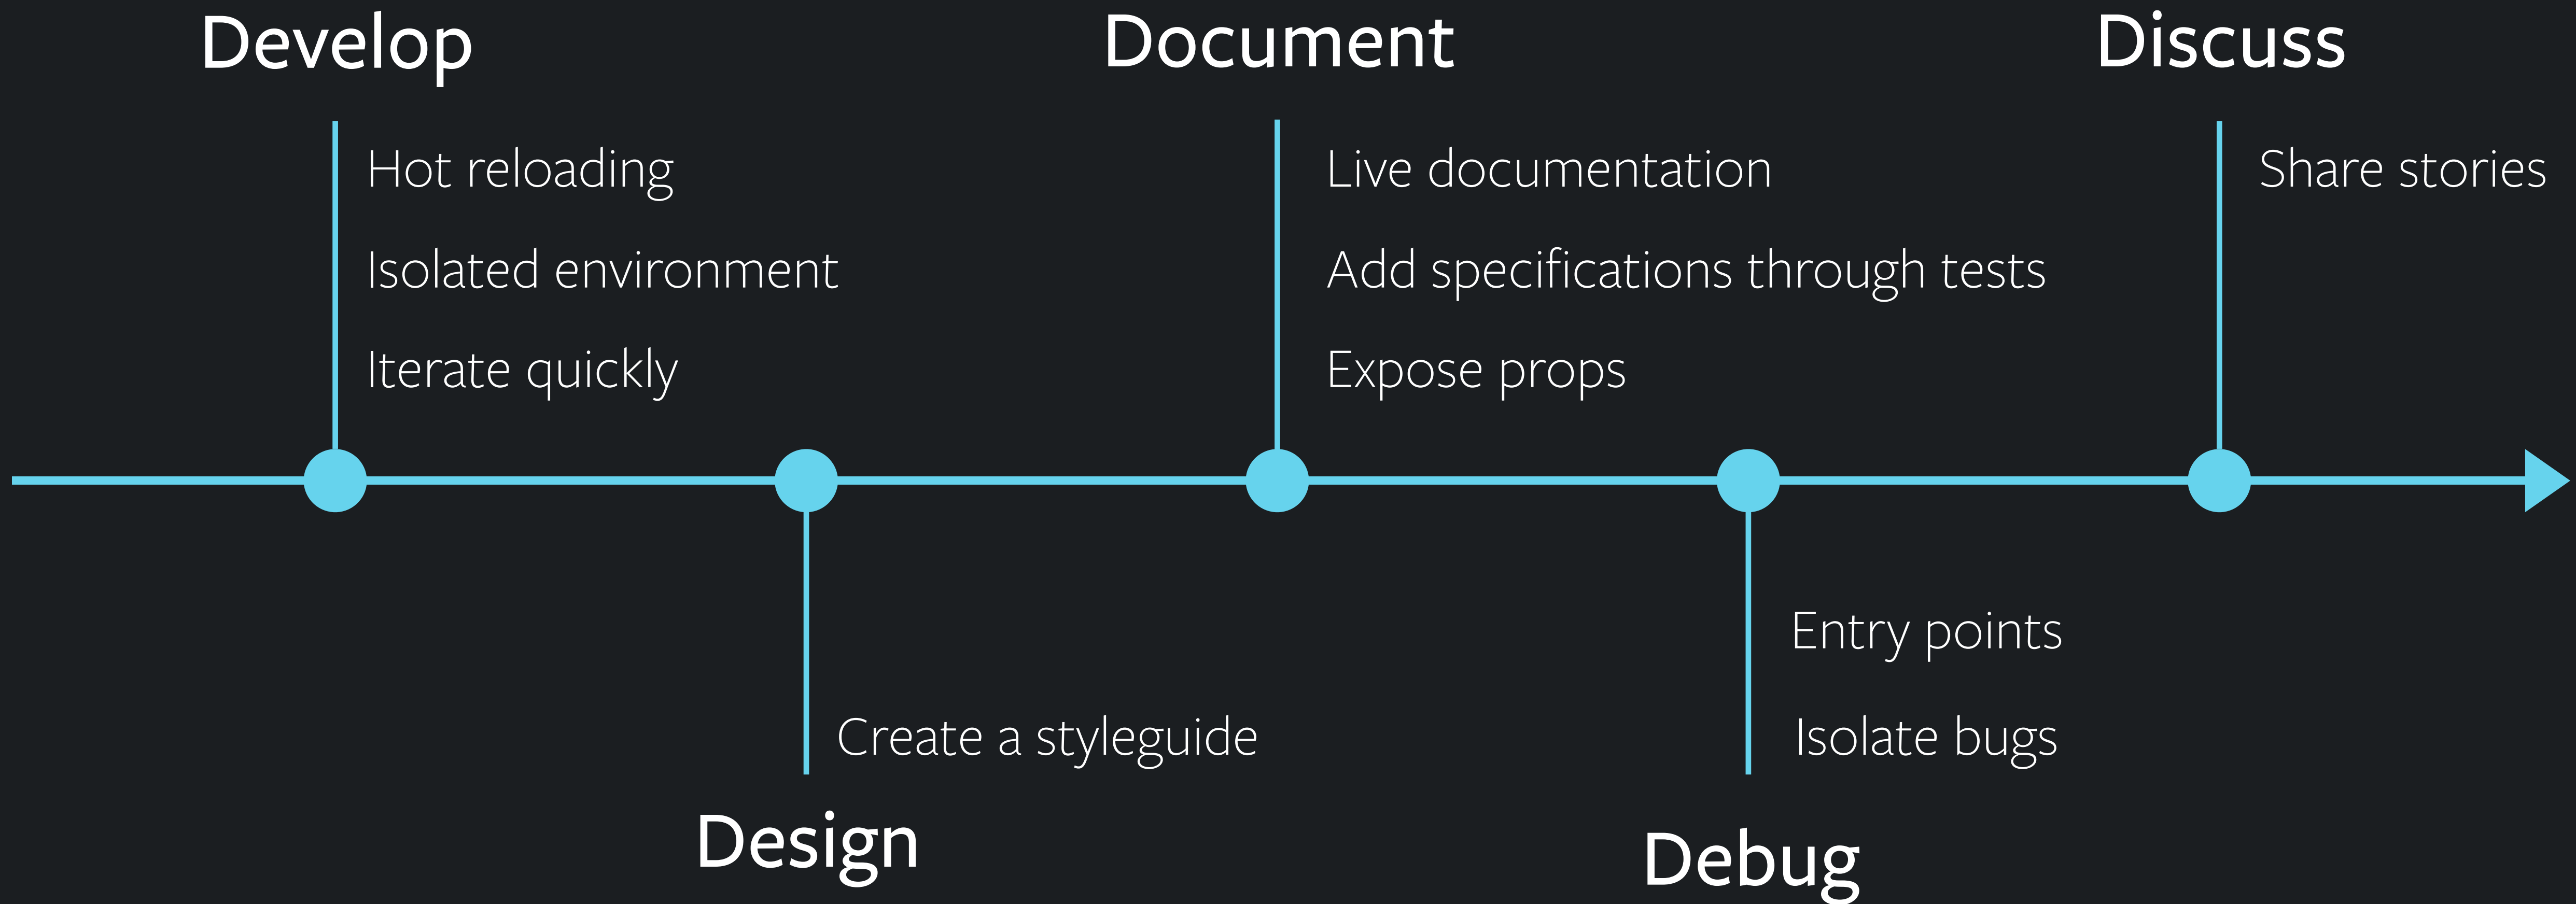 Develop
Hot reloading
Isolated environment
Iterate quickly
Create a styleguide
Design
Document
Live documentation
Add specifications through tests
Expose props
Entry points
Isolate bugs
Debug
Discuss
Share stories